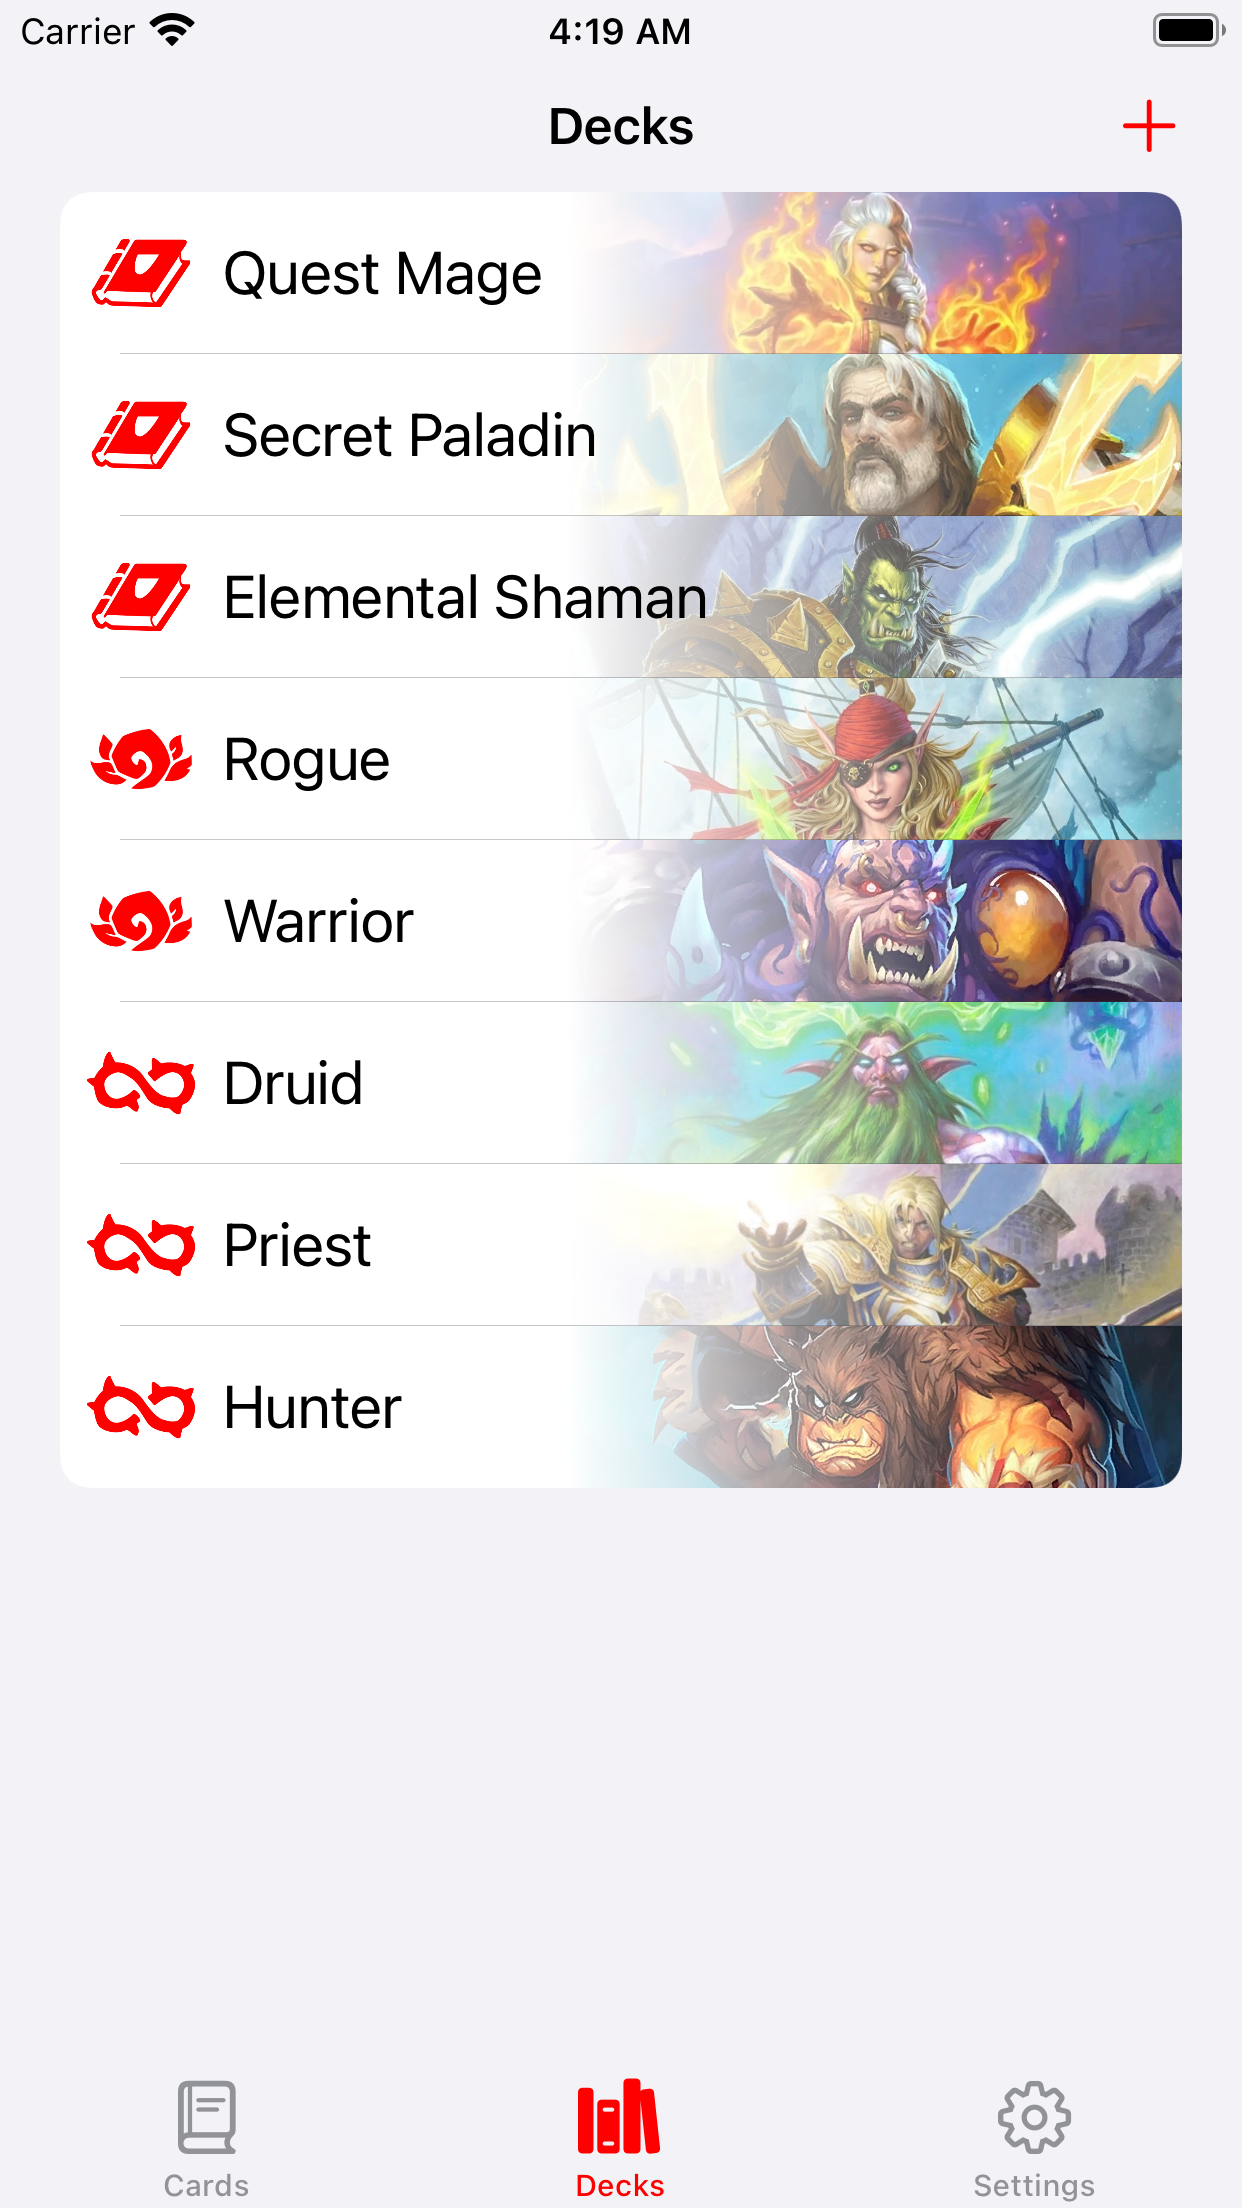 Carrier 4:19 AM
Decks
Quest Mage
Secret Paladin
Elemental Shaman
Rogue
Warrior
Druid
Priest
Hunter
Cards Decks Settings